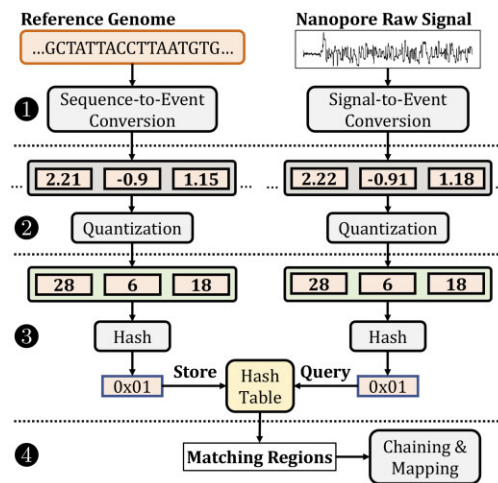 Reference Genome
Nanopore Raw Signal
...GCTATTACCTTAATGTG...
1
Sequence-to-Event
Conversion
Signal-to-Event
Conversion
... 2.21 -0.9 1.15 ... 2.22 -0.91 1.18 ...
2
Quantization
Quantization
28 6 18
28 6 18
3
Hash
Hash
0x01
Store
Hash
Table
Query
0x01
4
Matching Regions
Chaining &
Mapping